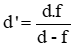 d' = d.f / d - f